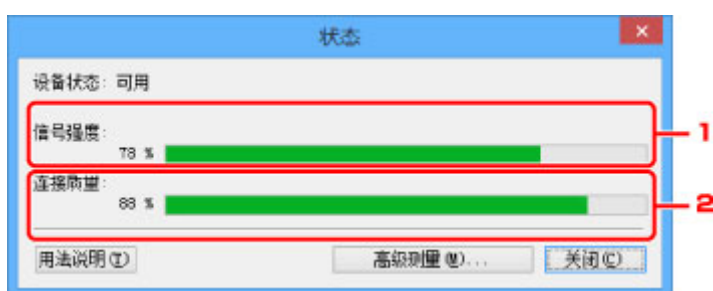 状态
设备状态: 可用
信号强度:
78 %
1
连接质量:
88 %
2
用法说明(T) 高级测量(M)... 关闭(C)